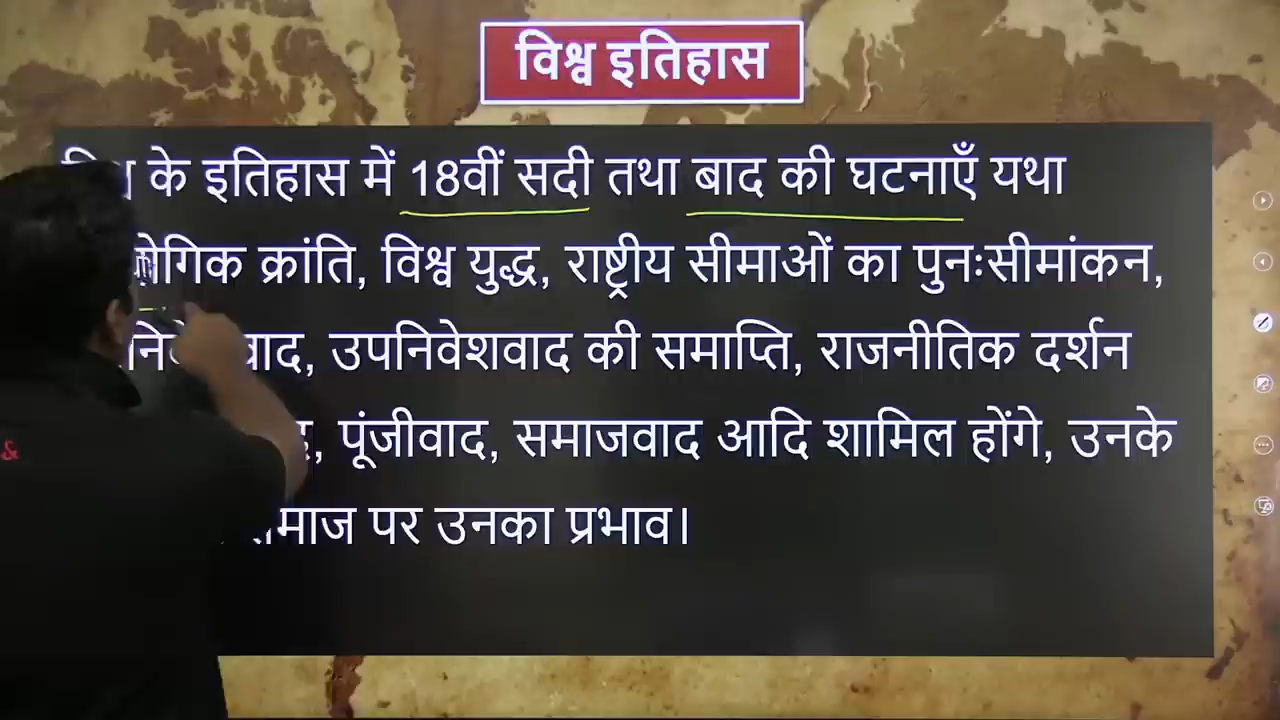 विश्व इतिहास
के इतिहास में 18वीं सदी तथा बाद की घटनाएँ यथा
क्रांति, विश्व युद्ध, राष्ट्रीय सीमाओं का पुनःसीमांकन,
उपनिवेशवाद की समाप्ति, राजनीतिक दर्शन
पूंजीवाद, समाजवाद आदि शामिल होंगे, उनके
पर उनका प्रभाव।
&